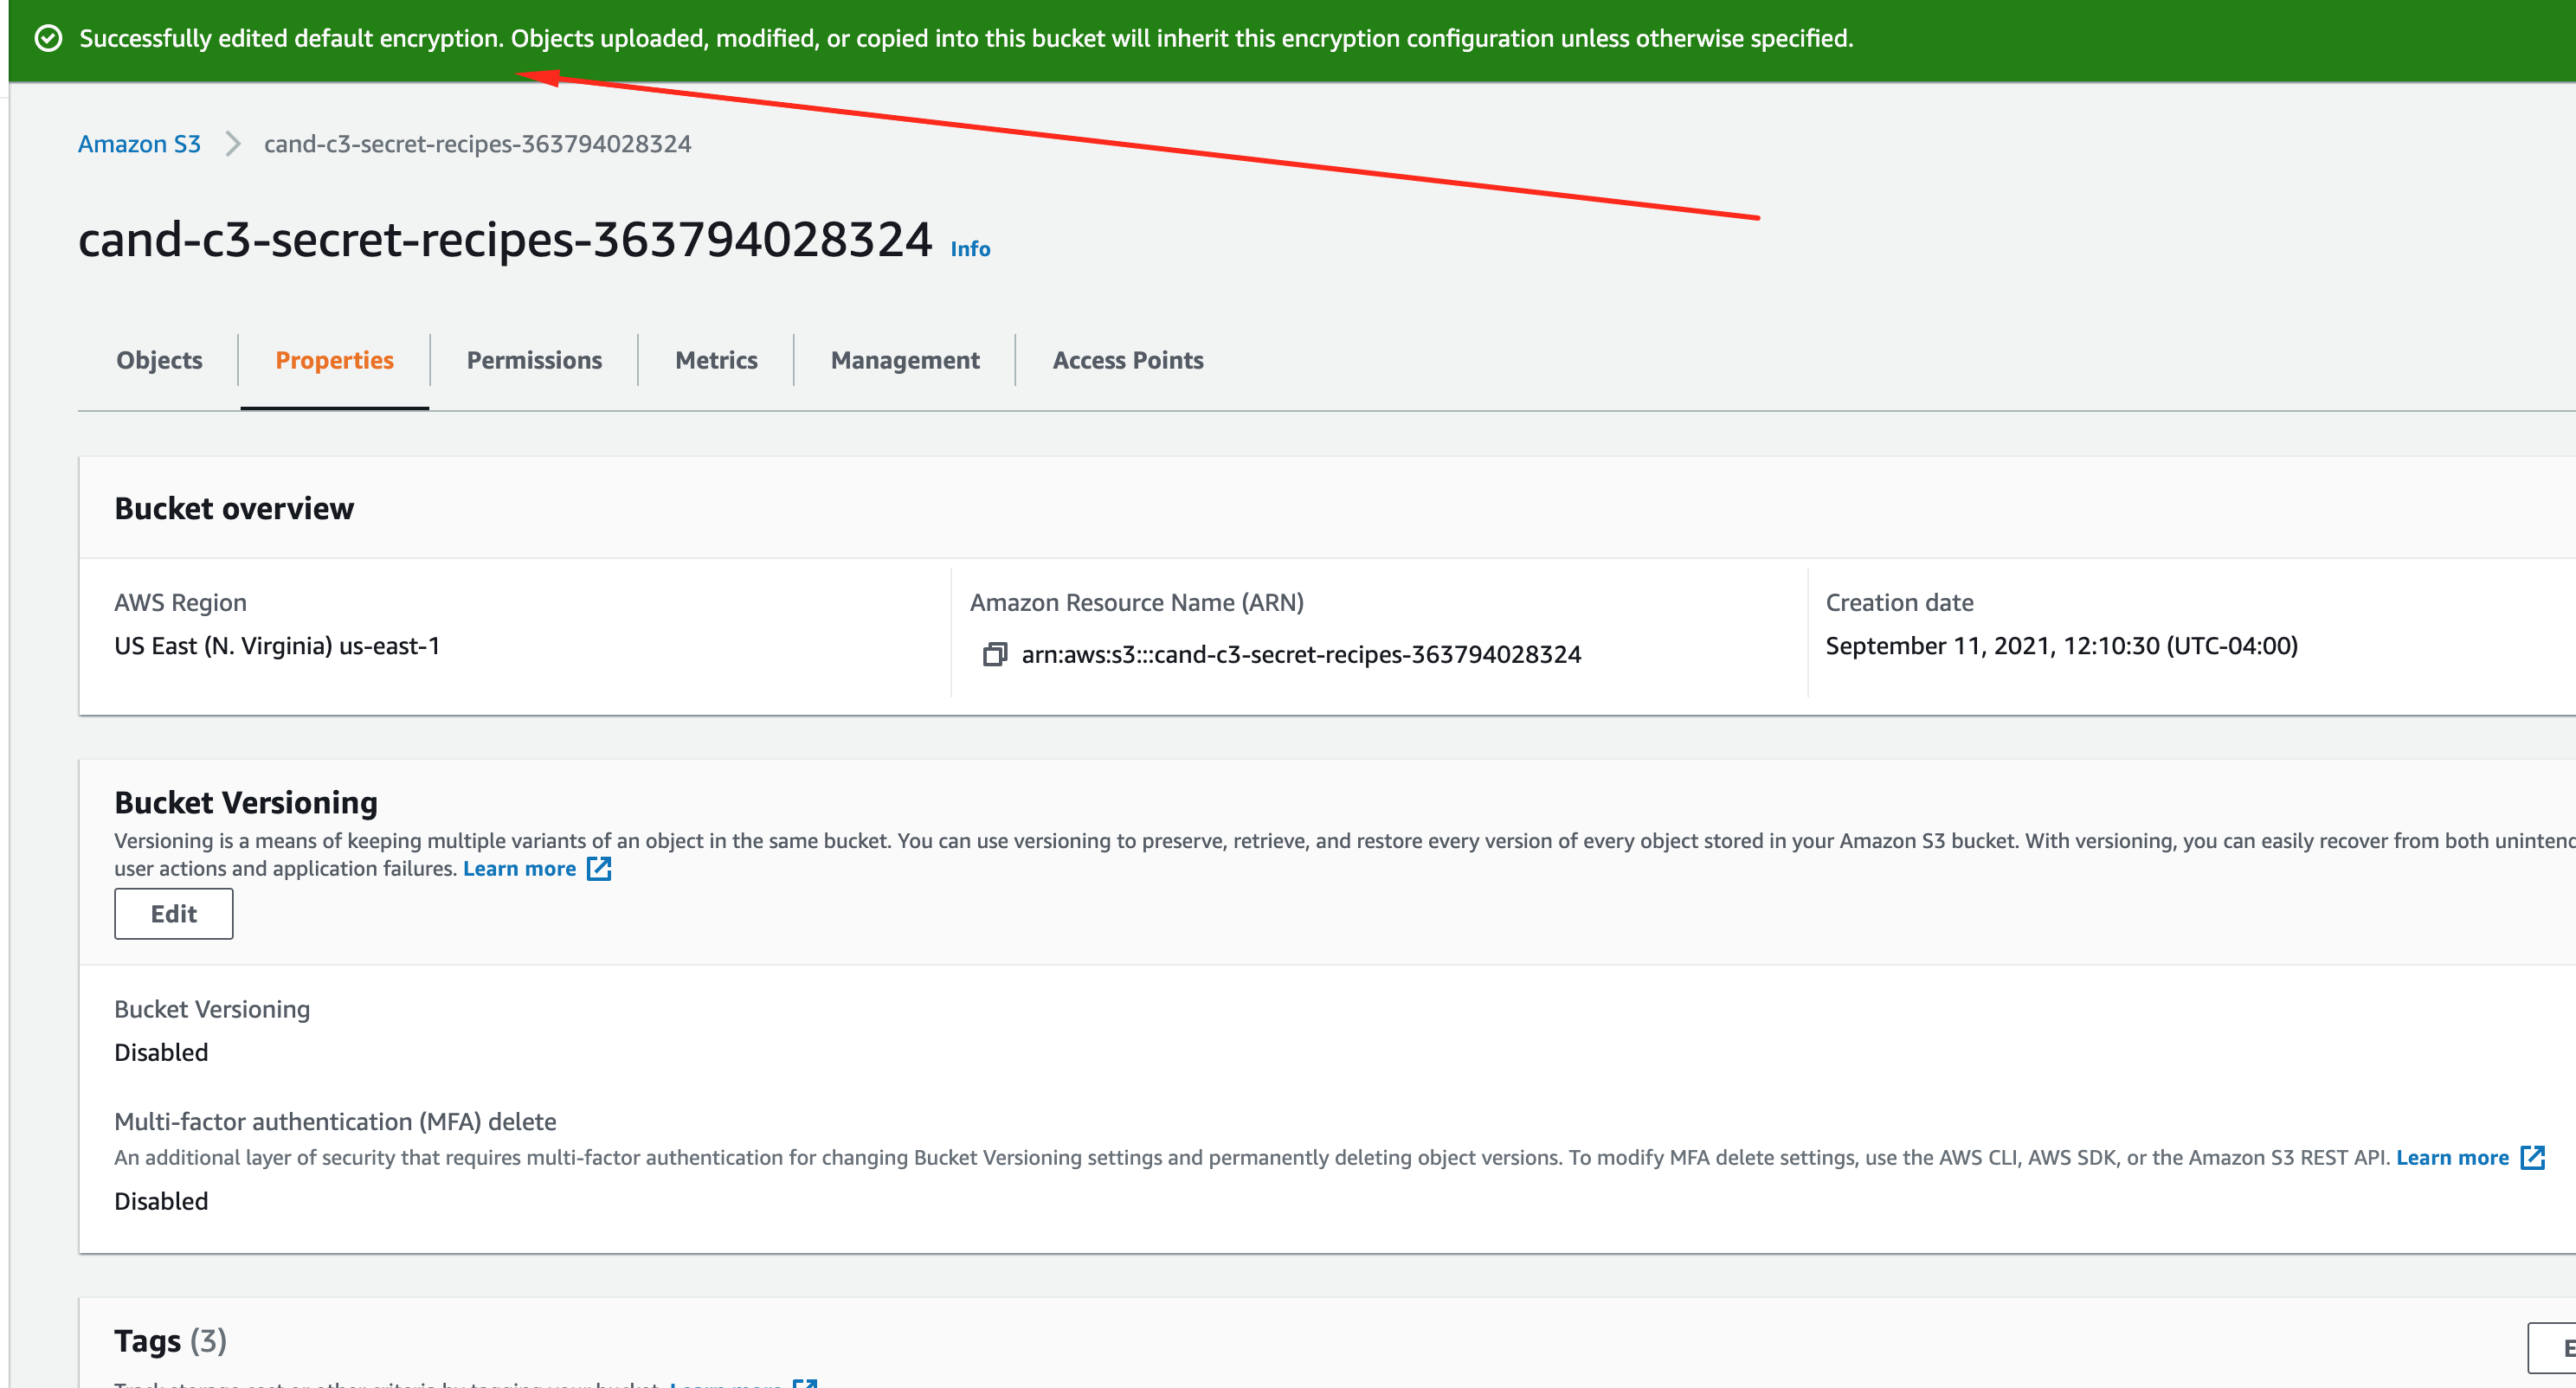 Successfully edited default encryption. Objects uploaded, modified, or copied into this bucket will inherit this encryption configuration unless otherwise specified.
Amazon S3 > cand-c3-secret-recipes-363794028324
cand-c3-secret-recipes-363794028324 Info
Objects Properties Permissions Metrics Management Access Points
Bucket overview
AWS Region
US East (N. Virginia) us-east-1
Amazon Resource Name (ARN)
arn:aws:s3:::cand-c3-secret-recipes-363794028324
Creation date
September 11, 2021, 12:10:30 (UTC-04:00)
Bucket Versioning
Versioning is a means of keeping multiple variants of an object in the same bucket. You can use versioning to preserve, retrieve, and restore every version of every object stored in your Amazon S3 bucket. With versioning, you can easily recover from both
user actions and application failures. Learn more
Edit
Bucket Versioning
Disabled
Multi-factor authentication (MFA) delete
An additional layer of security that requires multi-factor authentication for changing Bucket Versioning settings and permanently deleting object versions. To modify MFA delete settings, use the AWS CLI, AWS SDK, or the Amazon S3 REST API. Learn more
Disabled
Tags (3)